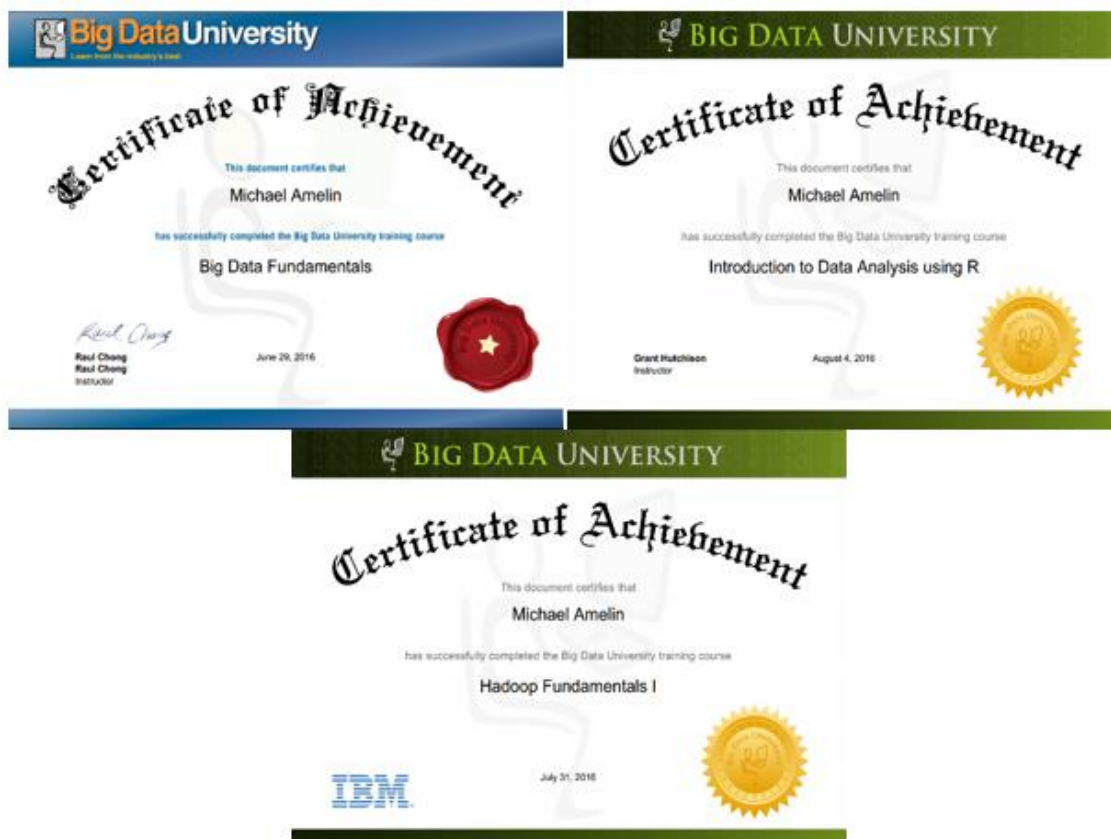 Big Data University
Learn from the industry's best
Certificate of Achievement
This document certifies that
Michael Amelin
has successfully completed the Big Data University training course
Big Data Fundamentals
Raul Chong
Raul Chong
Raul Chong
Instructor
June 29, 2016
BIG DATA UNIVERSITY
Certificate of Achievement
This document certifies that
Michael Amelin
has successfully completed the Big Data University training course
Introduction to Data Analysis using R
Grant Hutchison
Instructor
August 4, 2016
BIG DATA UNIVERSITY
Certificate of Achievement
This document certifies that
Michael Amelin
has successfully completed the Big Data University training course
Hadoop Fundamentals I
IBM
July 31, 2016